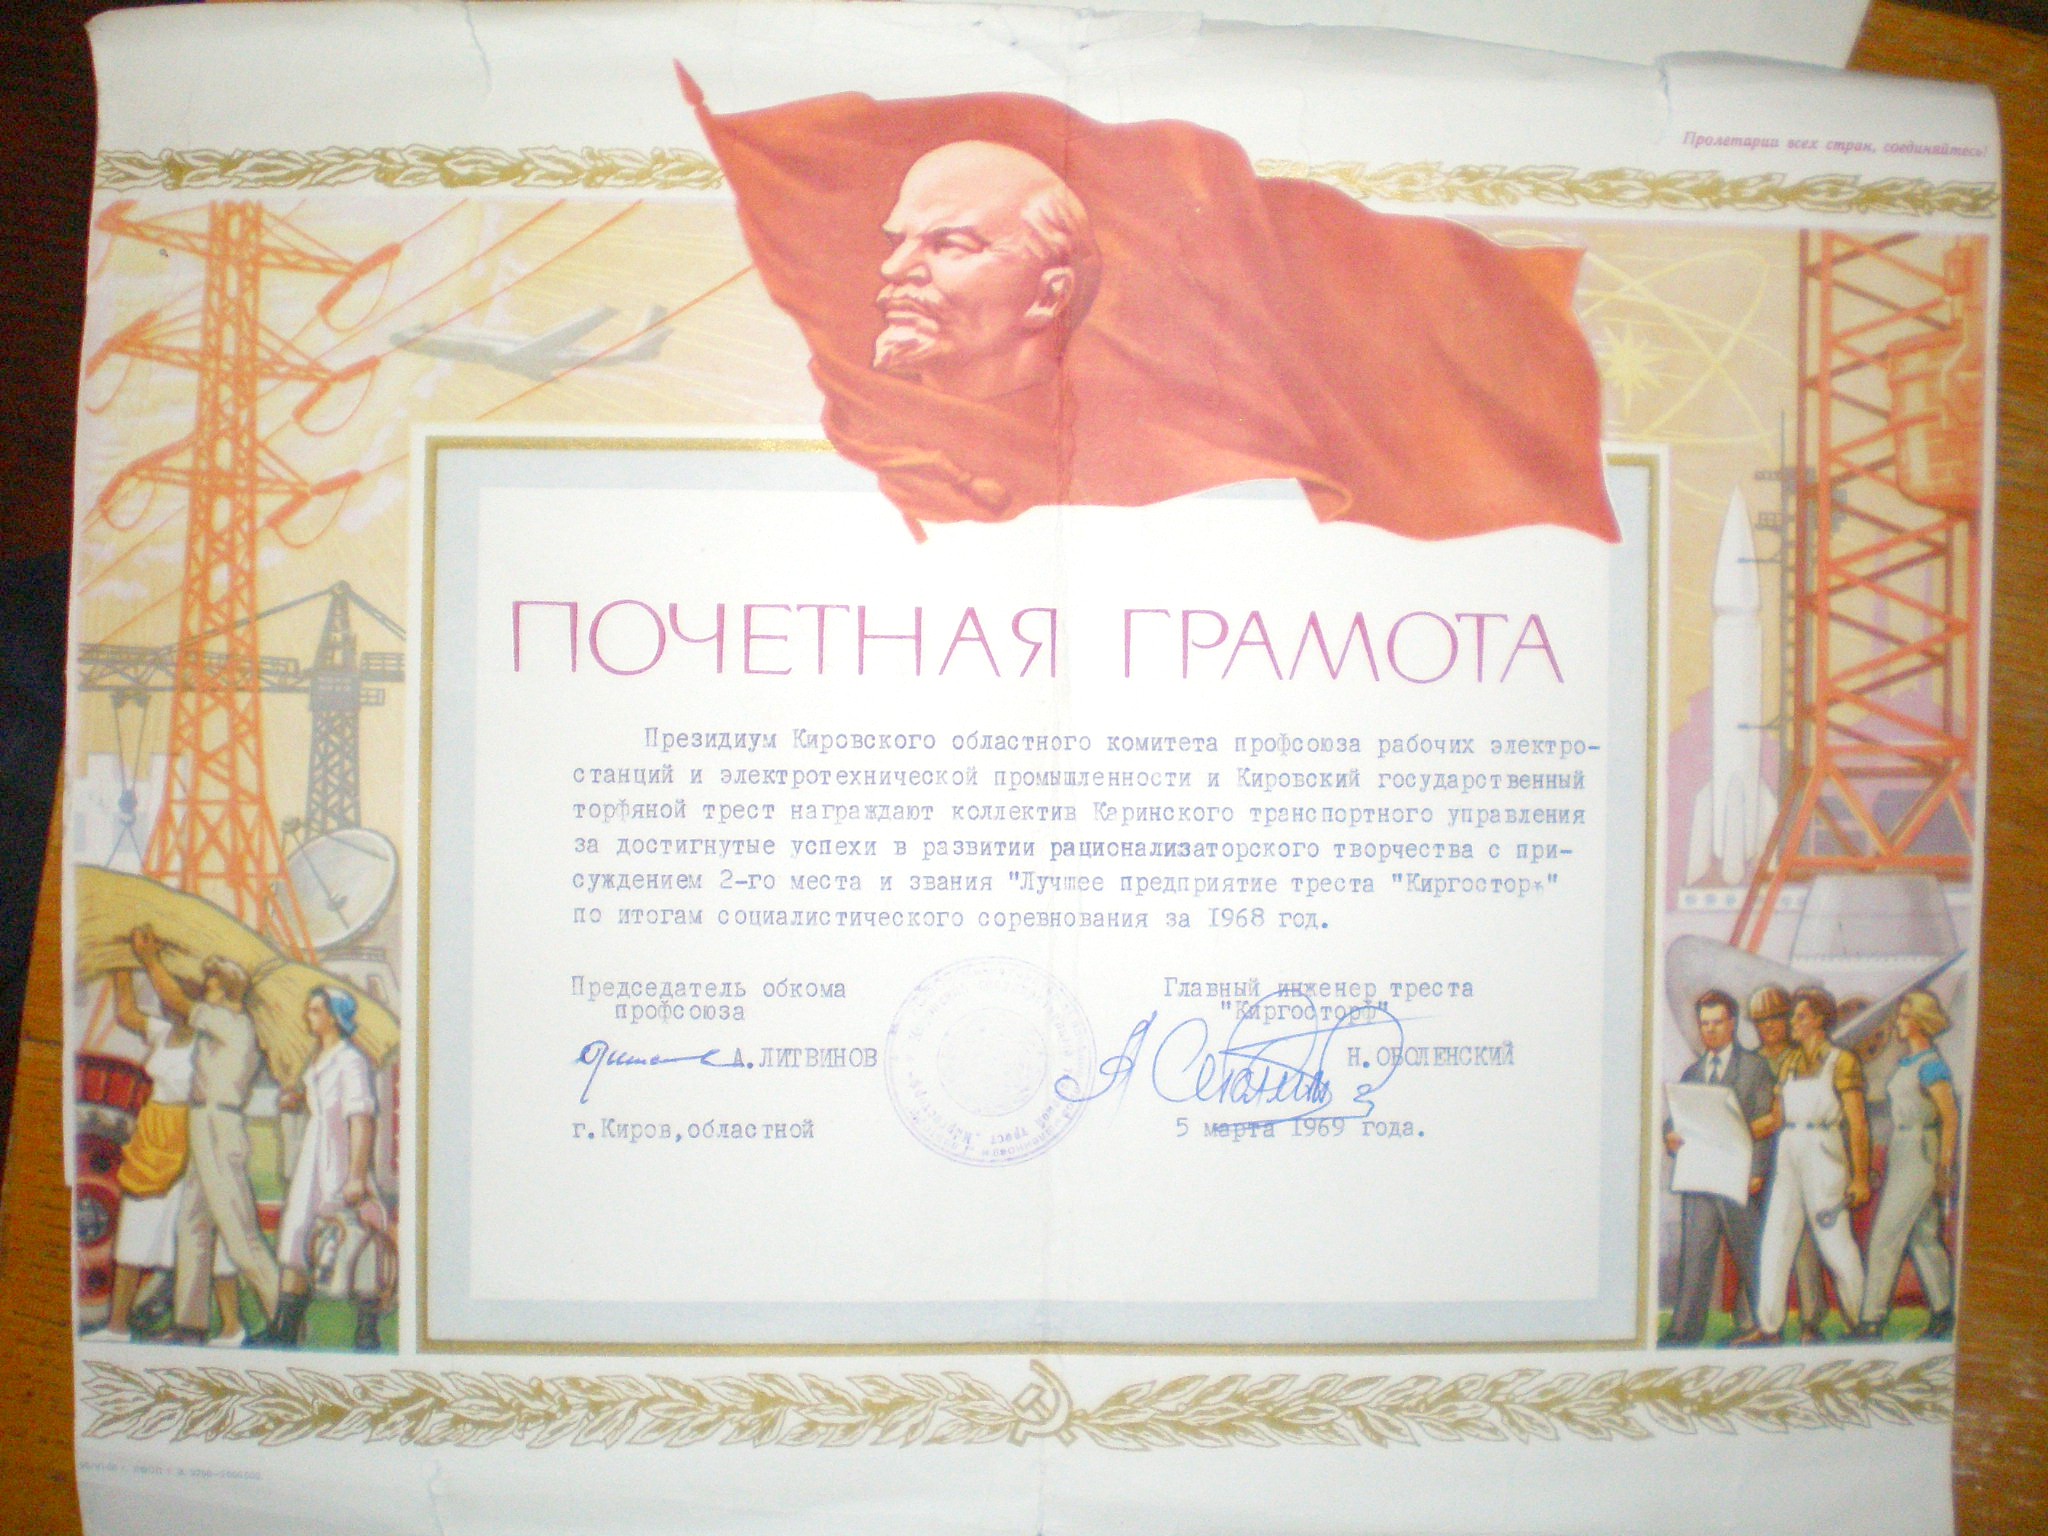 Пролетарии всех стран, соединяйтесь!
ПОЧЕТНАЯ ГРАМОТА
Президиум Кировского областного комитета профсоюза рабочих электро-
станций и электротехнической промышленности и Кировский государственный
торфяной трест награждают коллектив Каринского транспортного управления
за достигнутые успехи в развитии рационализаторского творчества с при-
суждением 2-го места и звания "Лучшее предприятие треста "Киргосторф"
по итогам социалистического соревнования за 1968 год.
Председатель обкома
профсоюза
А.ЛИТВИНОВ
Главный инженер треста
"Киргосторф"
Н.ОБОЛЕНСКИЙ
г.Киров,областной
5 марта 1969 года.